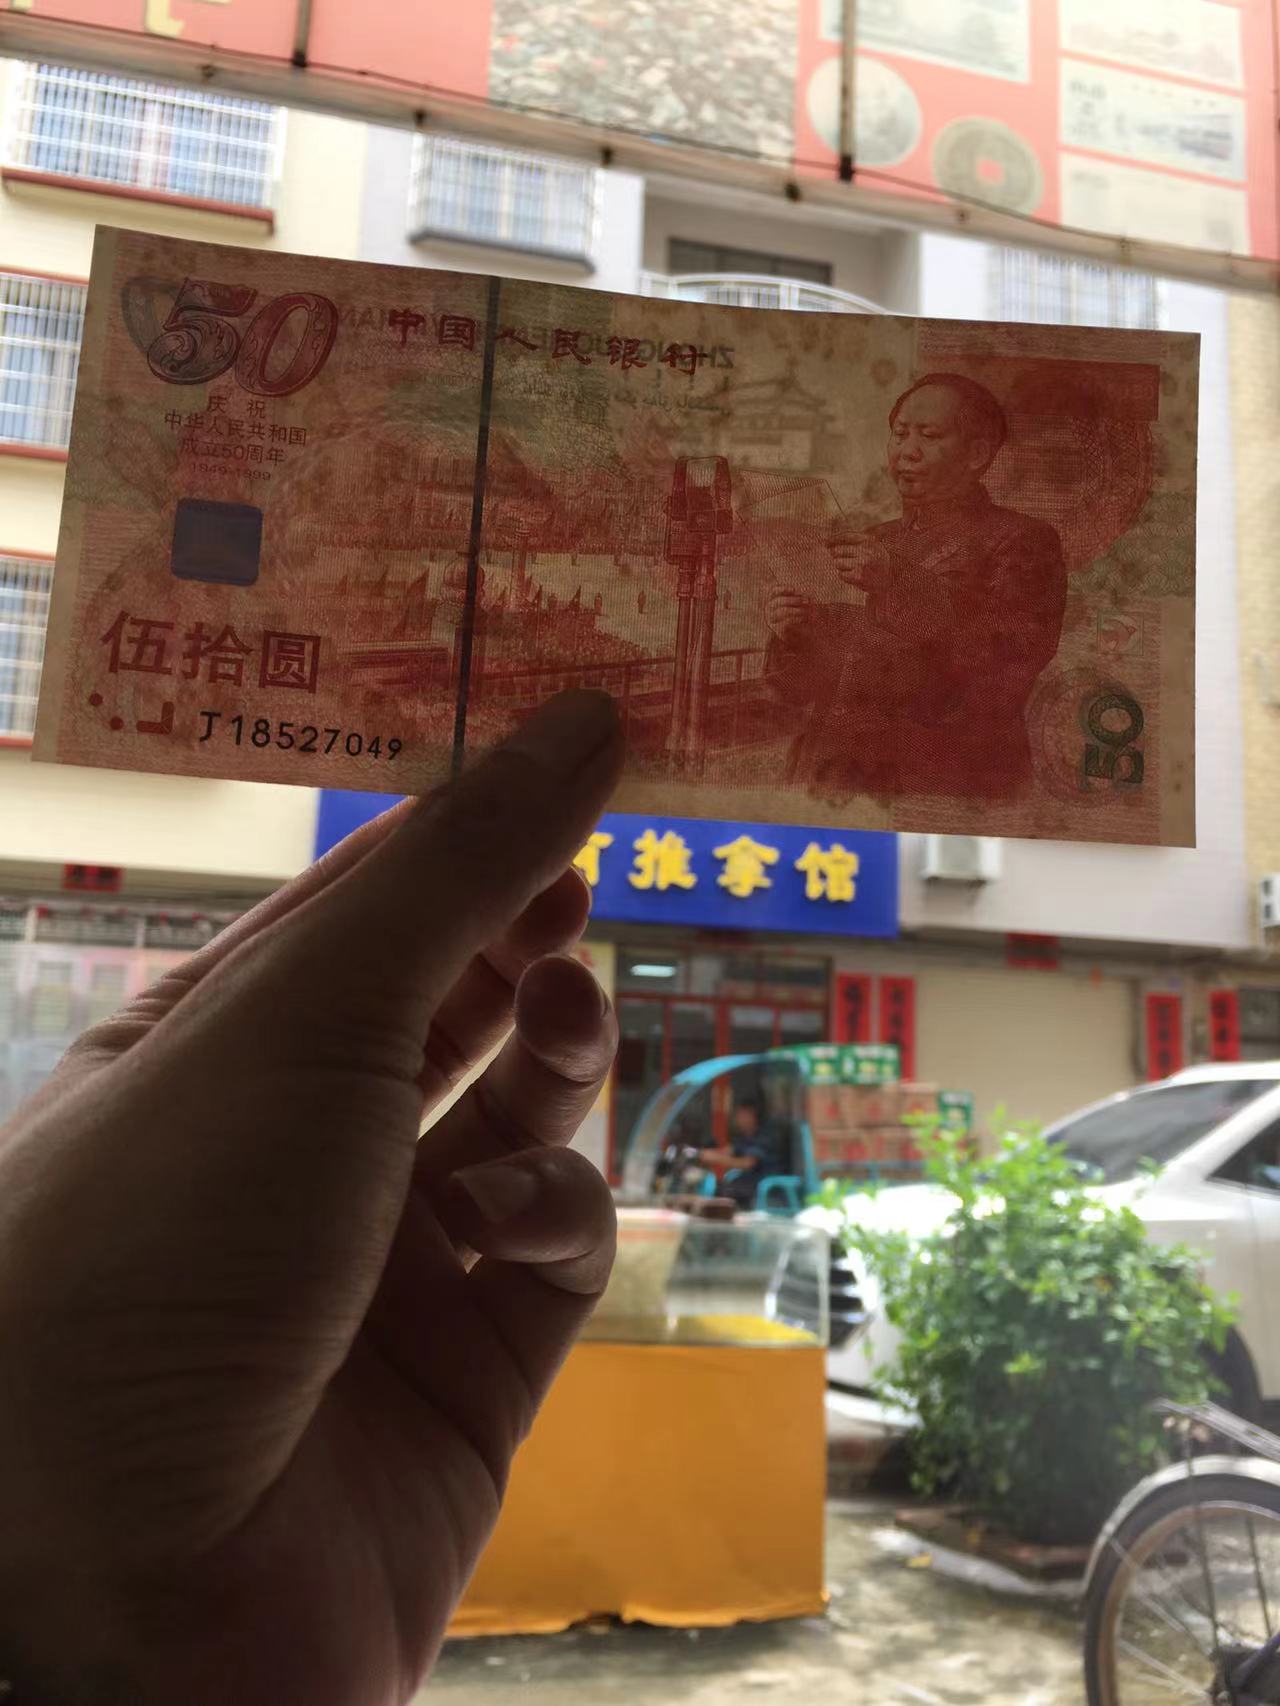 50
中国人民银行
庆祝
中华人民共和国
成立50周年
1949-1999
伍拾圆
J18527049
50
推拿馆